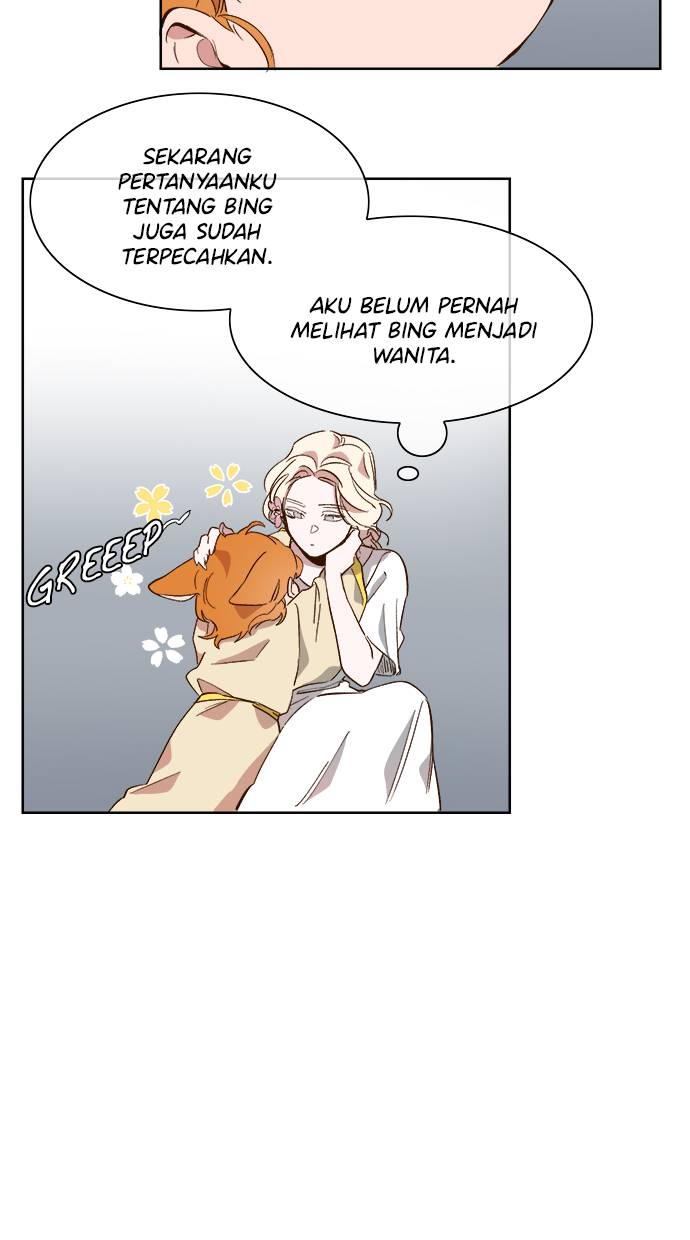 SEKARANG
PERTANYAANKU
TENTANG BING
JUGA SUDAH
TERPECAHKAN.
AKU BELUM PERNAH
MELIHAT BING MENJADI
WANITA.
GREEEP